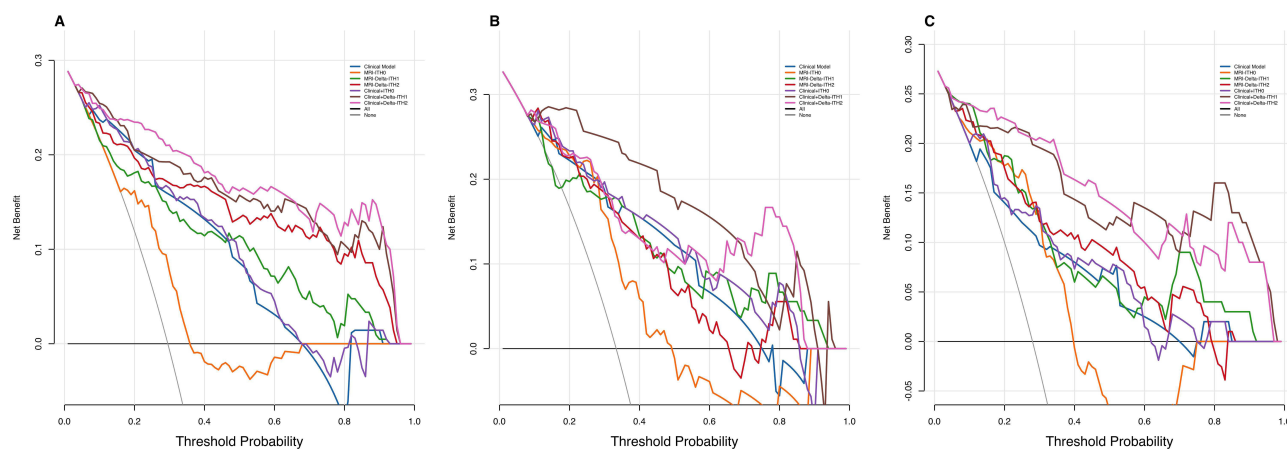 A
Net Benefit
0.3
0.2
0.1
0.0
Clinical Model
MRI-ITH0
MRI-Delta-ITH1
MRI-Delta-ITH2
Clinical+ITH0
Clinical+Delta-ITH1
Clinical+Delta-ITH2
All
None
0.0 0.2 0.4 0.6 0.8 1.0
Threshold Probability
B
Net Benefit
0.3
0.2
0.1
0.0
Clinical Model
MRI-ITH0
MRI-Delta-ITH1
MRI-Delta-ITH2
Clinical+ITH0
Clinical+Delta-ITH1
Clinical+Delta-ITH2
All
None
0.0 0.2 0.4 0.6 0.8 1.0
Threshold Probability
C
Net Benefit
0.30
0.25
0.20
0.15
0.10
0.05
0.00
-0.05
Clinical Model
MRI-ITH0
MRI-Delta-ITH1
MRI-Delta-ITH2
Clinical+ITH0
Clinical+Delta-ITH1
Clinical+Delta-ITH2
All
None
0.0 0.2 0.4 0.6 0.8 1.0
Threshold Probability